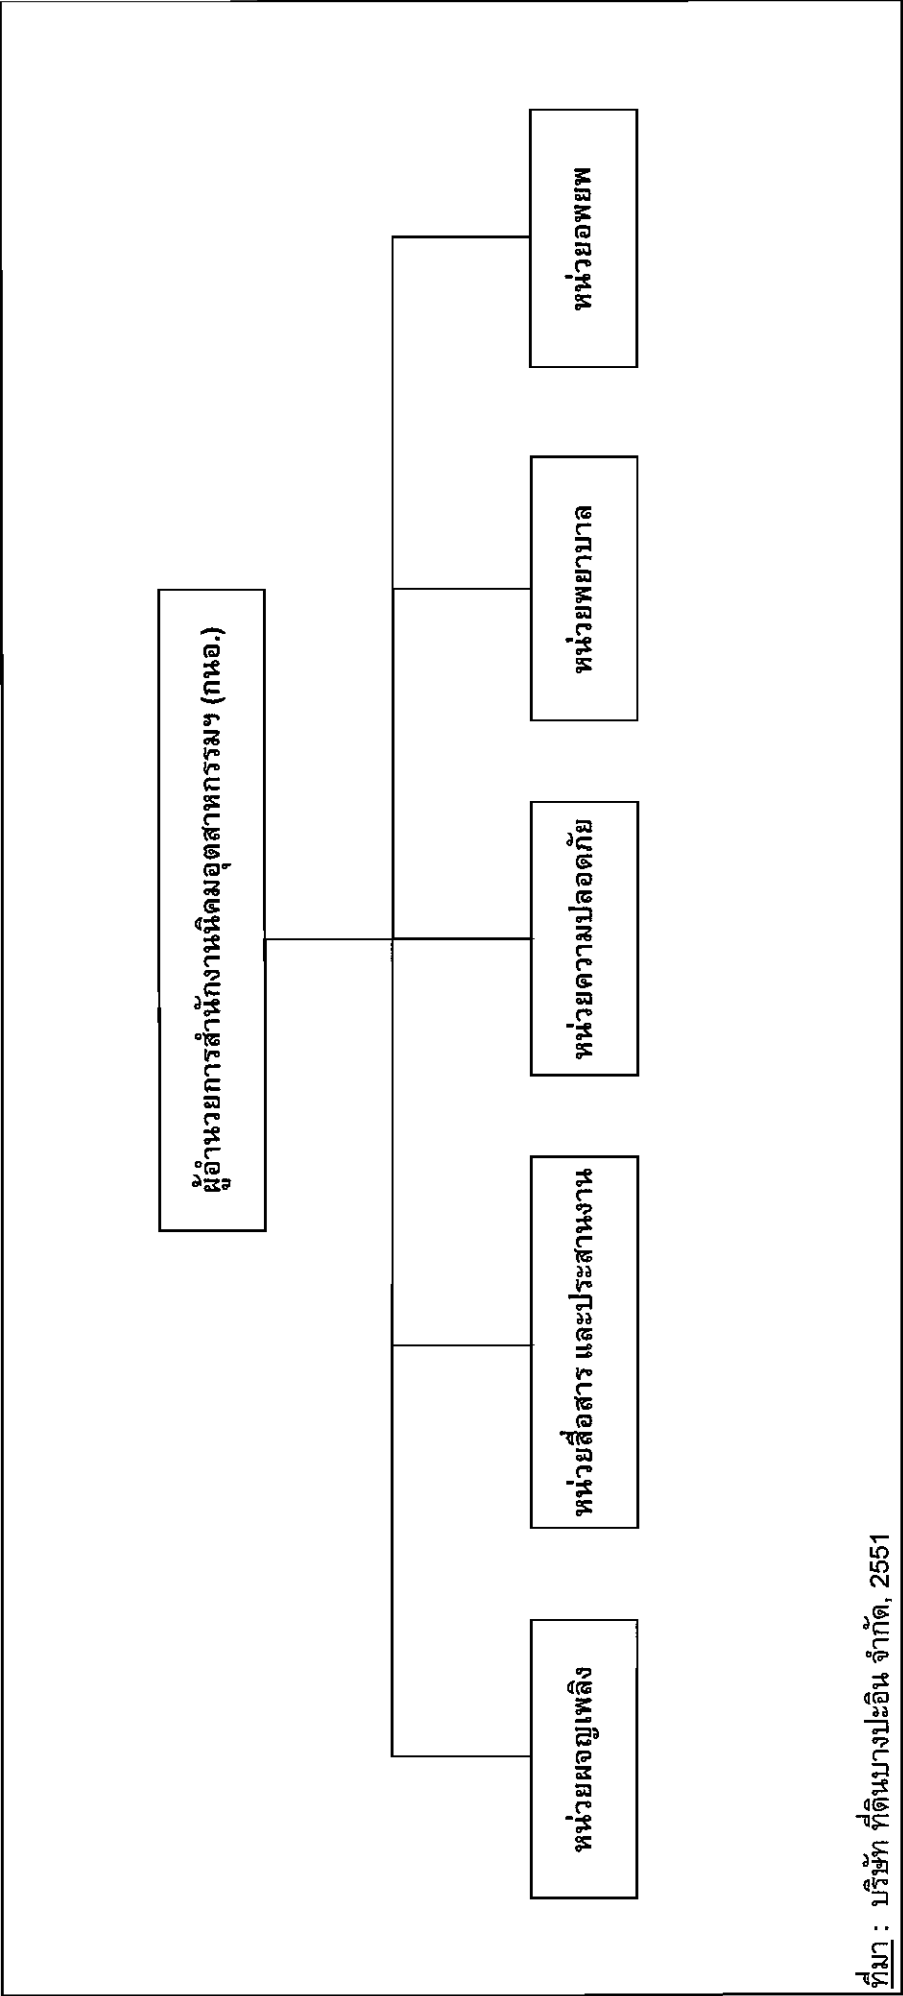 ผู้อำนวยการสำนักงานนิคมอุตสาหกรรมฯ (กนอ.)
หน่วยผจญเพลิง
หน่วยสื่อสาร และประสานงาน
หน่วยความปลอดภัย
หน่วยพยาบาล
หน่วยอพยพ
ที่มา : บริษัท ที่ดินบางปะอิน จำกัด, 2551